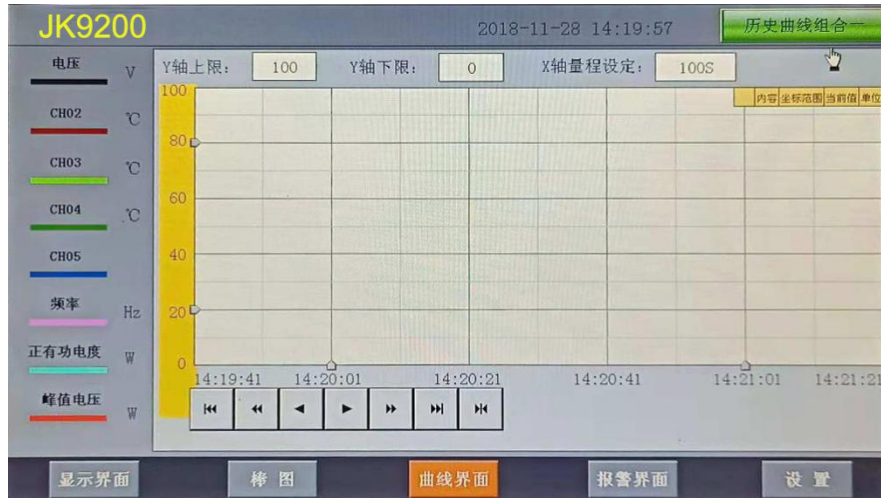 JK9200
2018-11-28 14:19:57
历史曲线组合一
电压 V
CH02 ℃
CH03 ℃
CH04 ℃
CH05
频率 Hz
正有功电度 W
峰值电压 W
Y轴上限： 100 Y轴下限： 0 X轴量程设定： 100S
内容 坐标范围 当前值 单位
100
80
60
40
20
0
14:19:41 14:20:01 14:20:21 14:20:41 14:21:01 14:21:21
显示界面 棒图 曲线界面 报警界面 设置